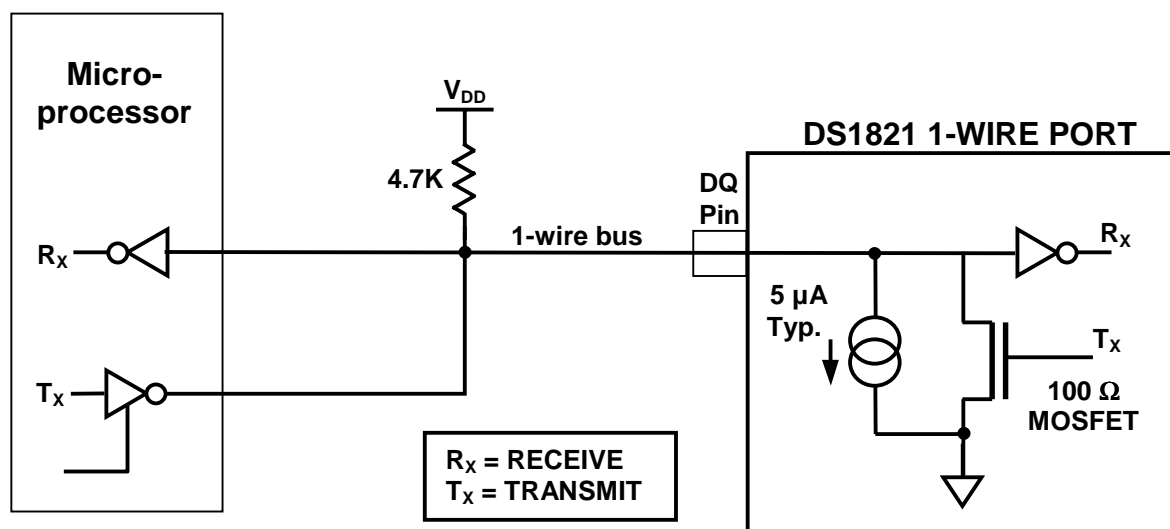 Micro-
processor
V_DD
DS1821 1-WIRE PORT
4.7K
DQ
Pin
R_X
1-wire bus
R_X
5 µA
Typ.
T_X
T_X
100 Ω
MOSFET
R_X = RECEIVE
T_X = TRANSMIT